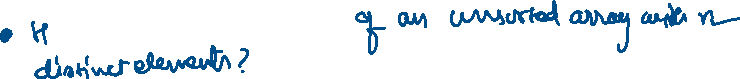 • H of an unsorted array with n
distinct elements?